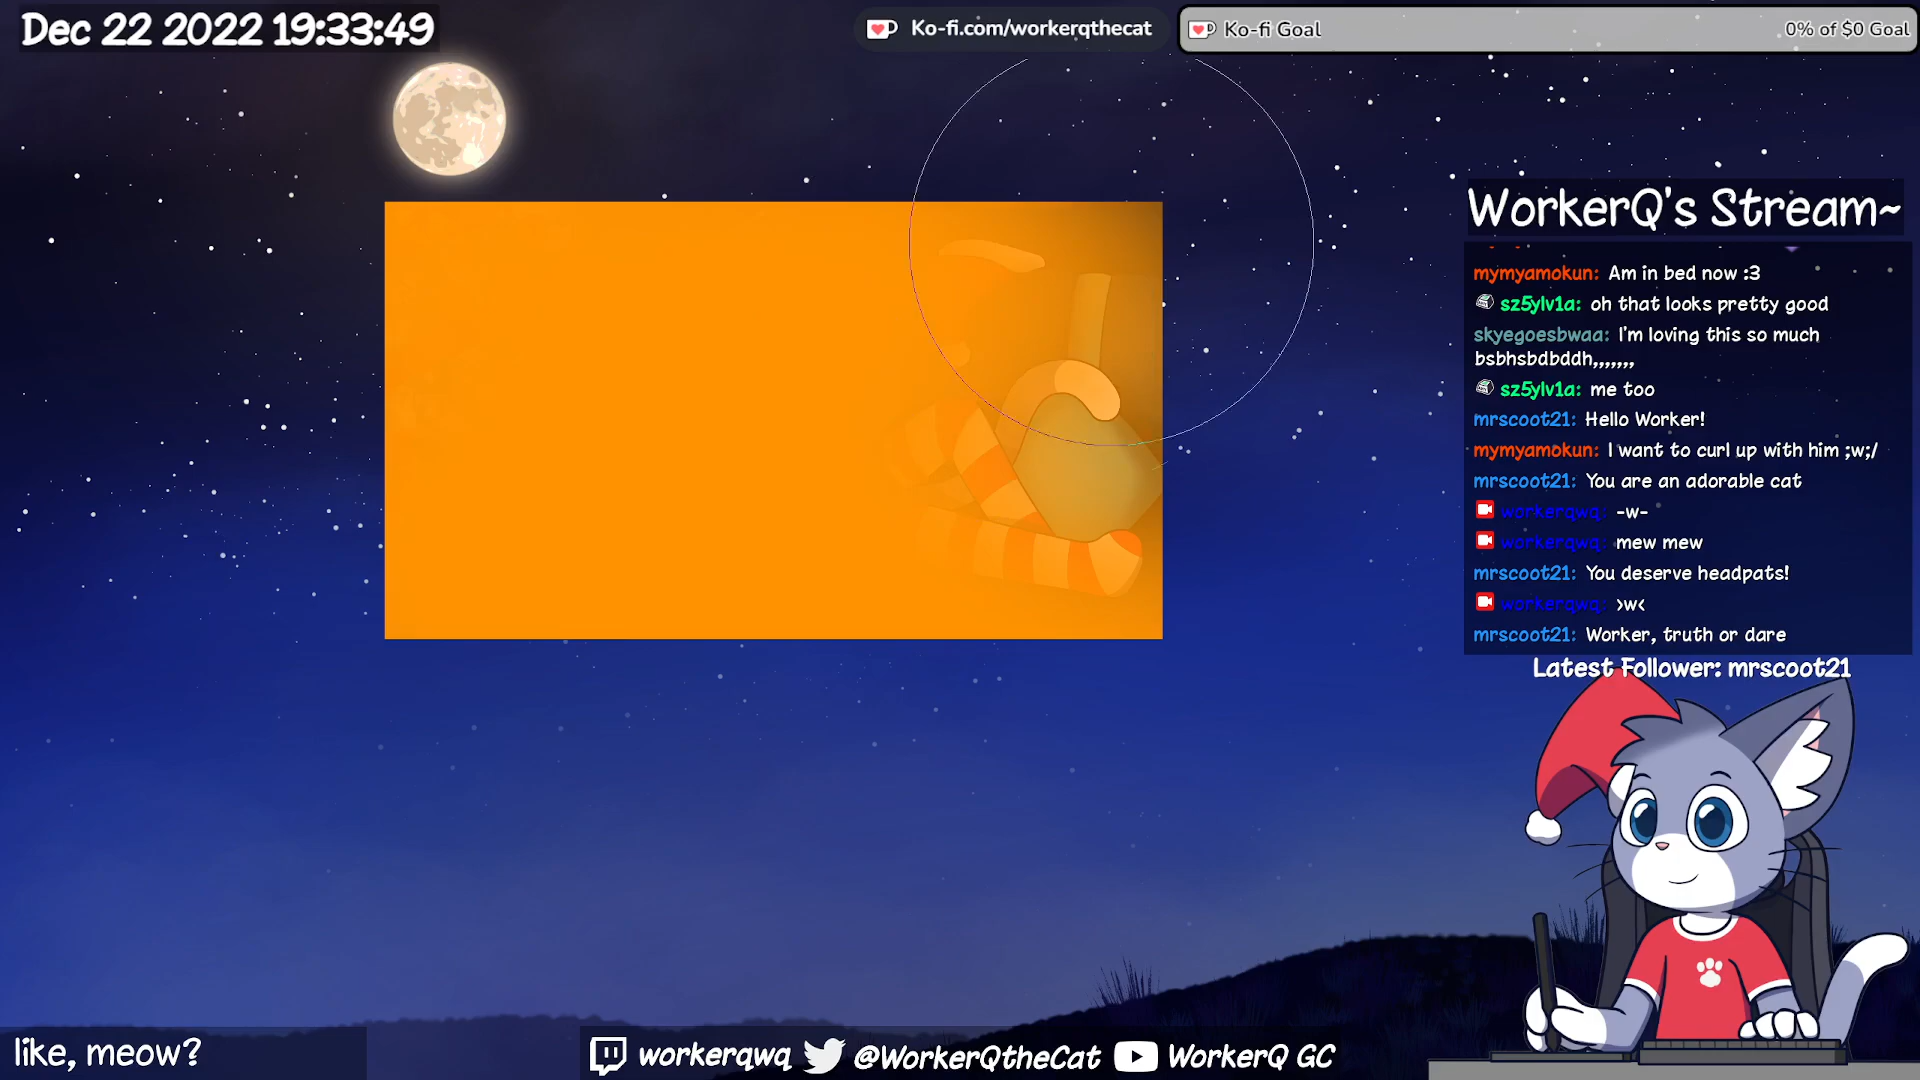 Dec 22 2022 19:33:49
Ko-fi.com/workerqthecat
Ko-fi Goal
0% of $0 Goal
WorkerQ's Stream~
mymyamokun: Am in bed now :3
sz5ylv1a: oh that looks pretty good
skyegoesbwaa: I'm loving this so much
bsbhsbdbddh,,,,,,,
sz5ylv1a: me too
mrscoot21: Hello Worker!
mymyamokun: I want to curl up with him ;w;/
mrscoot21: You are an adorable cat
workerqwq: -w-
workerqwq: mew mew
mrscoot21: You deserve headpats!
workerqwq: >w<
mrscoot21: Worker, truth or dare
Latest Follower: mrscoot21
like, meow?
workerqwq
@WorkerQtheCat
WorkerQ GC